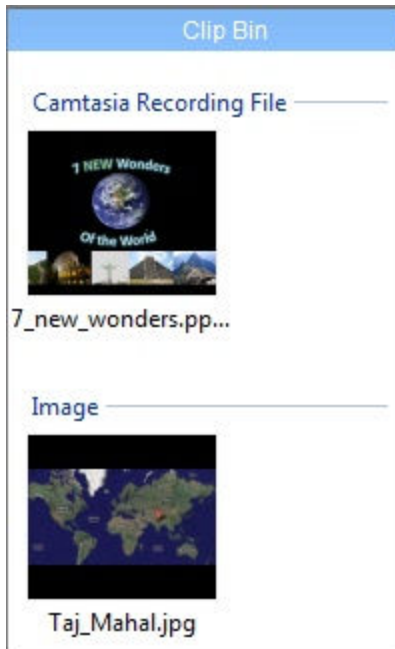 Clip Bin
Camtasia Recording File
7 NEW Wonders
Of the World
7_new_wonders.pp...
Image
Taj_Mahal.jpg